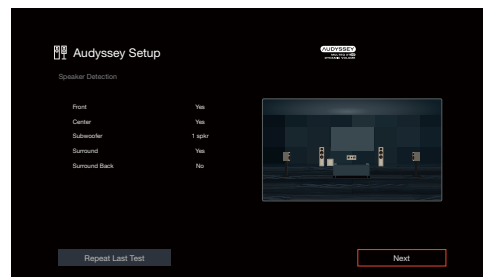 Audyssey Setup
AUDYSSEY
Speaker Detection
Front Yes
Center Yes
Subwoofer 1 spkr
Surround Yes
Surround Back No
Repeat Last Test
Next